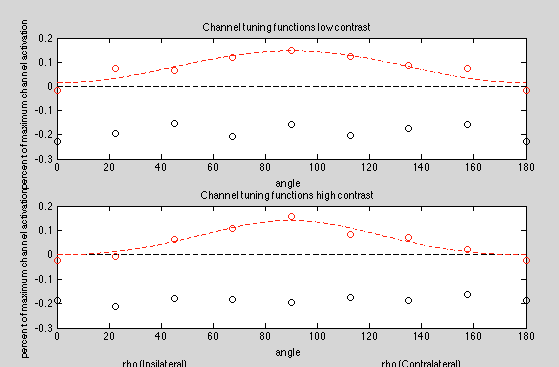 Channel tuning functions low contrast
percent of maximum channel activation
0.2
0.1
0
-0.1
-0.2
-0.3
0 20 40 60 80 100 120 140 160 180
angle
Channel tuning functions high contrast
percent of maximum channel activation
0.2
0.1
0
-0.1
-0.2
-0.3
0 20 40 60 80 100 120 140 160 180
angle
rho (Ipsilateral) rho (Contralateral)